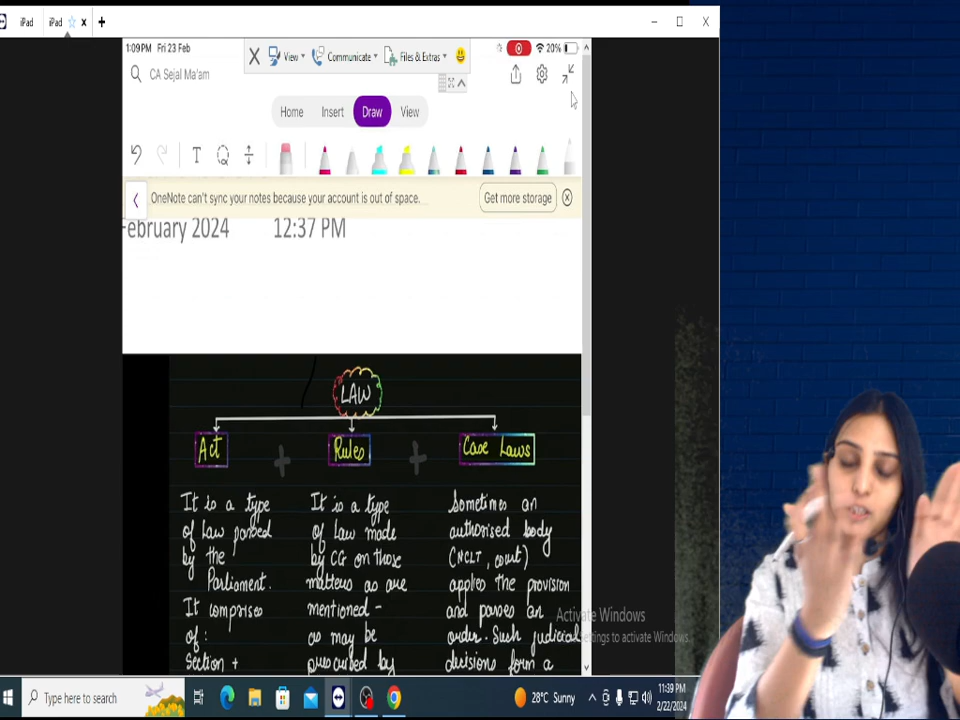 iPad
iPad
1:09PM Fri 23 Feb
View
Communicate
Files & Extras
20%
CA Sejal Ma'am
Home
Insert
Draw
View
OneNote can't sync your notes because your account is out of space.
Get more storage
February 2024
12:37 PM
LAW
Act + Rules + Case Laws
It is a type
of Law passed
by the
Parliament.
It comprises
of :
Section +
It is a type
of Law made
by CG on those
matters as are
mentioned -
as may be
prescribed by
Sometimes an
authorised body
(NCLT, court)
applies the provision
and passes an
order. Such judicial
decisions form a
Activate Windows
ettings to activate Windows.
Type here to search
28°C Sunny
11:39 PM
2/22/2024